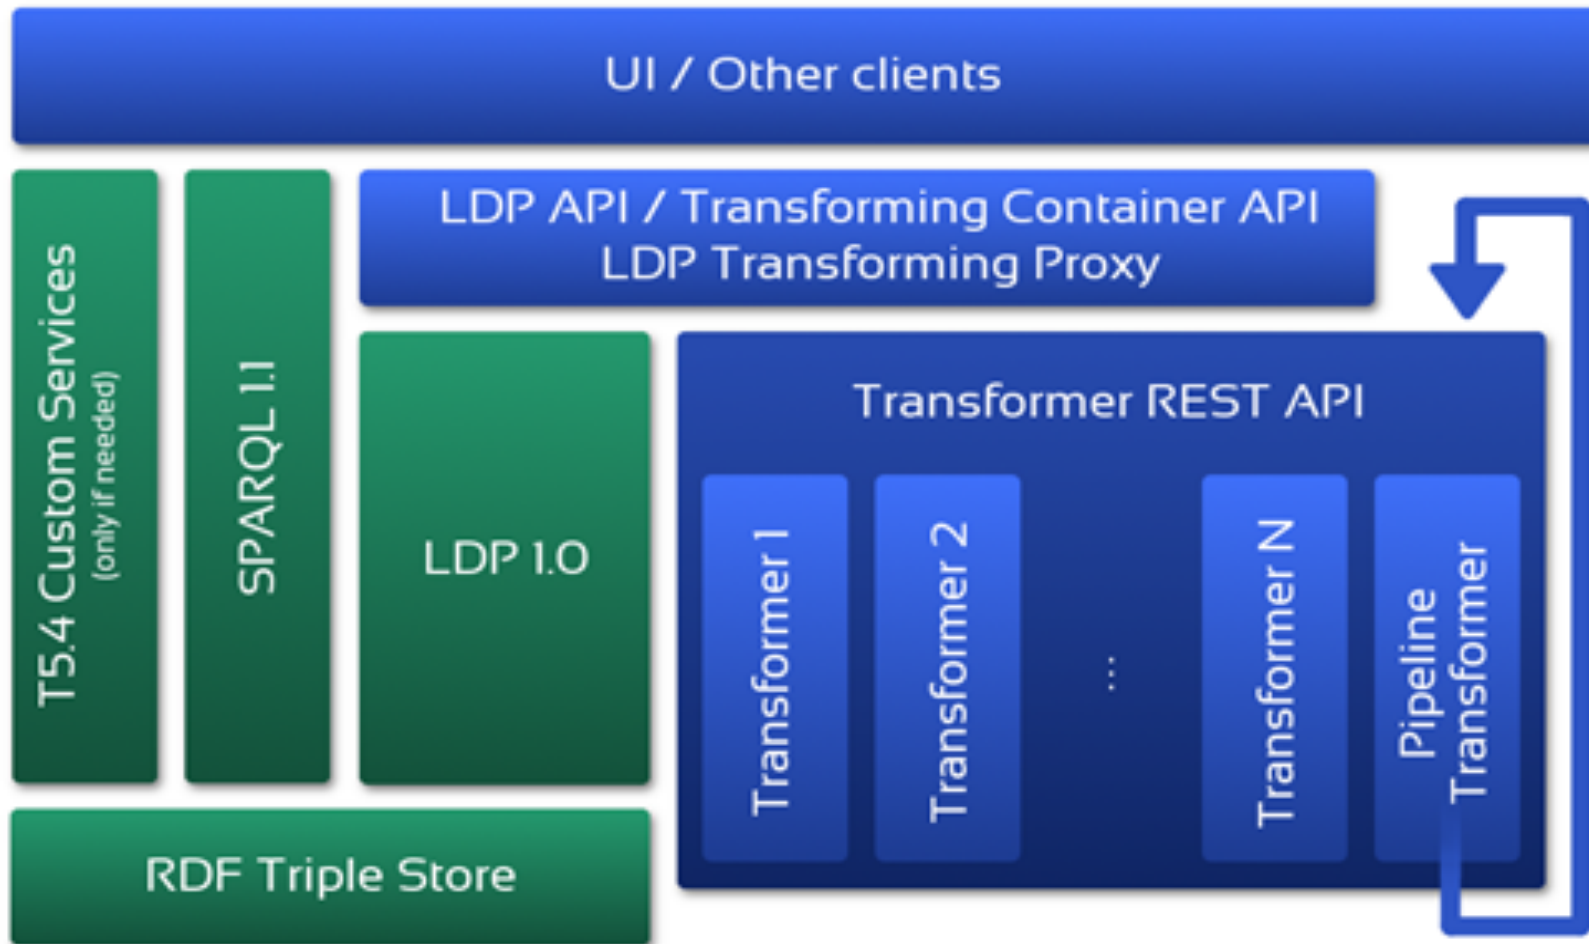 UI / Other clients
LDP API / Transforming Container API
LDP Transforming Proxy
T5.4 Custom Services
(only if needed)
SPARQL 1.1
LDP 1.0
Transformer REST API
Transformer 1
Transformer 2
...
Transformer N
Pipeline
Transformer
RDF Triple Store